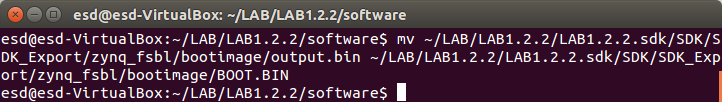 esd@esd-VirtualBox: ~/LAB/LAB1.2.2/software
esd@esd-VirtualBox:~/LAB/LAB1.2.2/software$ mv ~/LAB/LAB1.2.2/LAB1.2.2.sdk/SDK/S
DK_Export/zynq_fsbl/bootimage/output.bin ~/LAB/LAB1.2.2/LAB1.2.2.sdk/SDK/SDK_Exp
ort/zynq_fsbl/bootimage/BOOT.BIN
esd@esd-VirtualBox:~/LAB/LAB1.2.2/software$